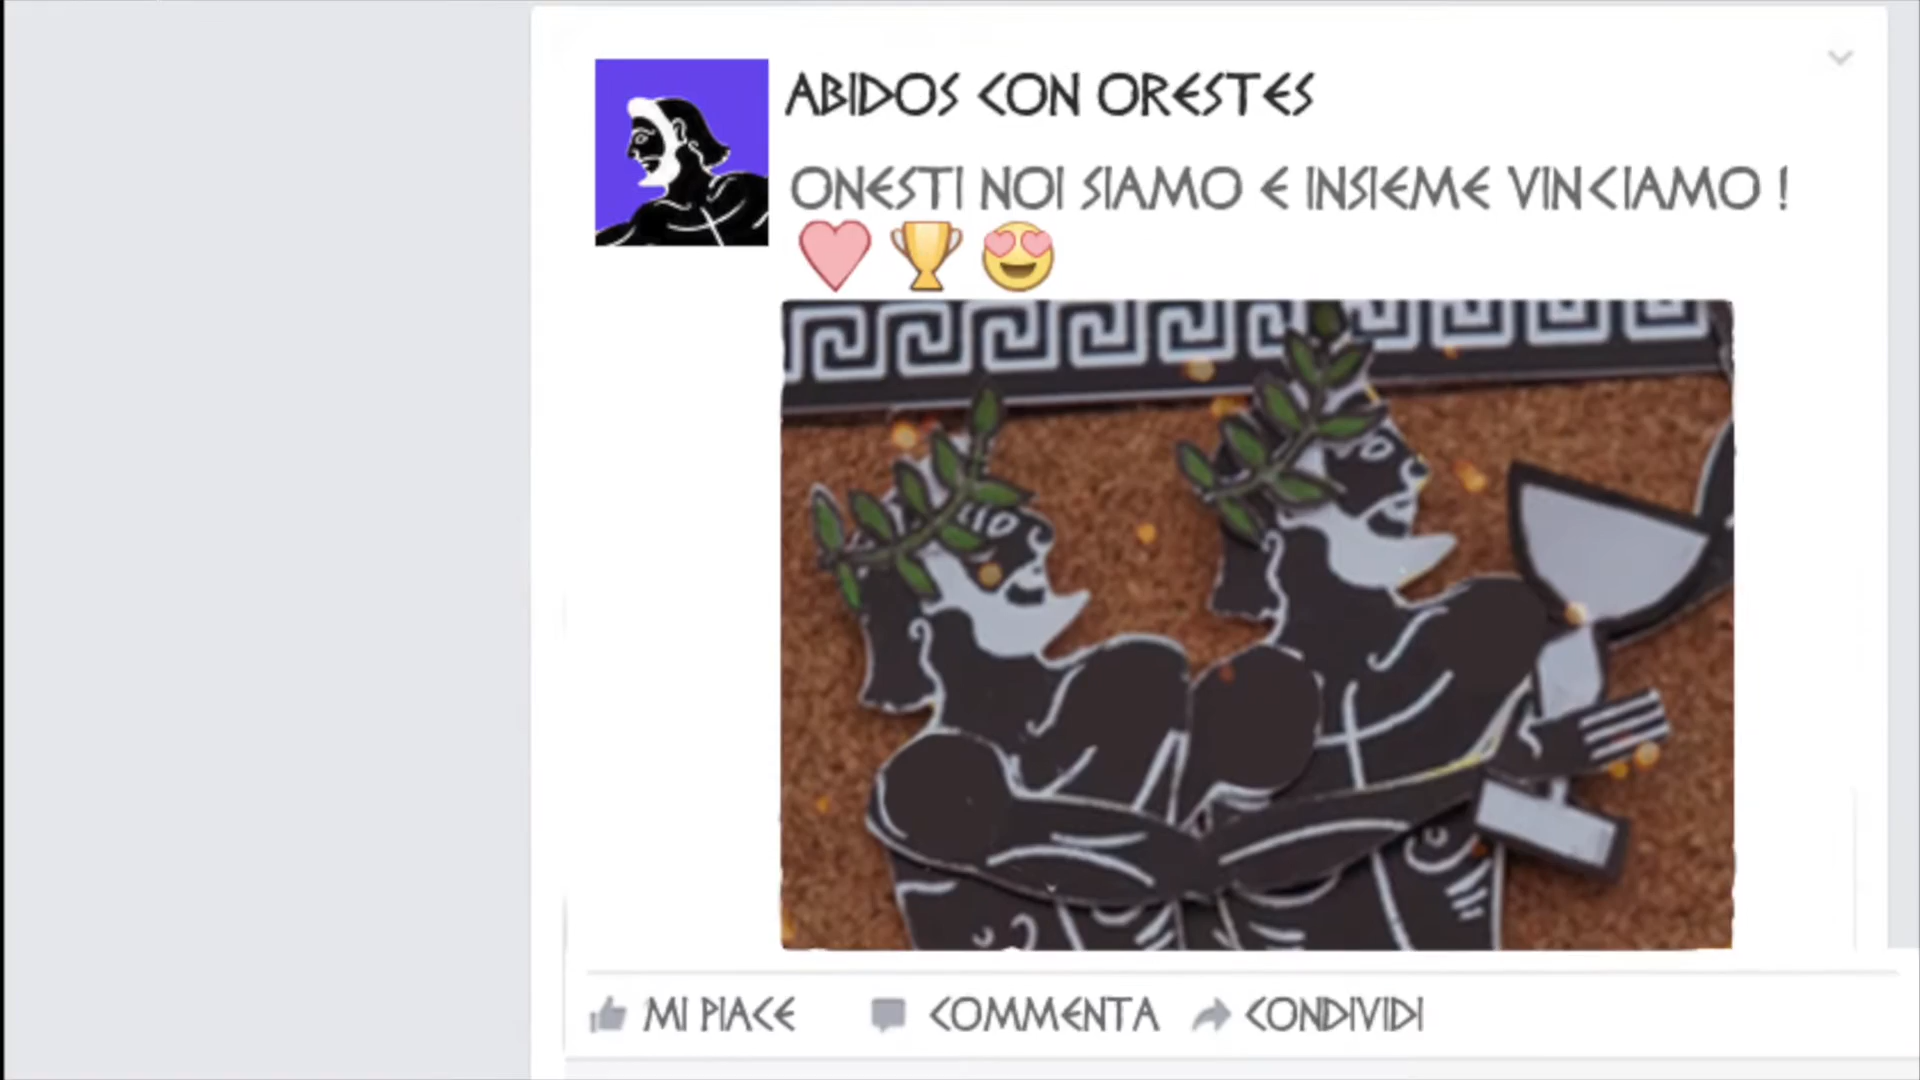 ABIDOS CON ORESTES
ONESTI NOI SIAMO E INSIEME VINCIAMO !
MI PIACE COMMENTA CONDIVIDI